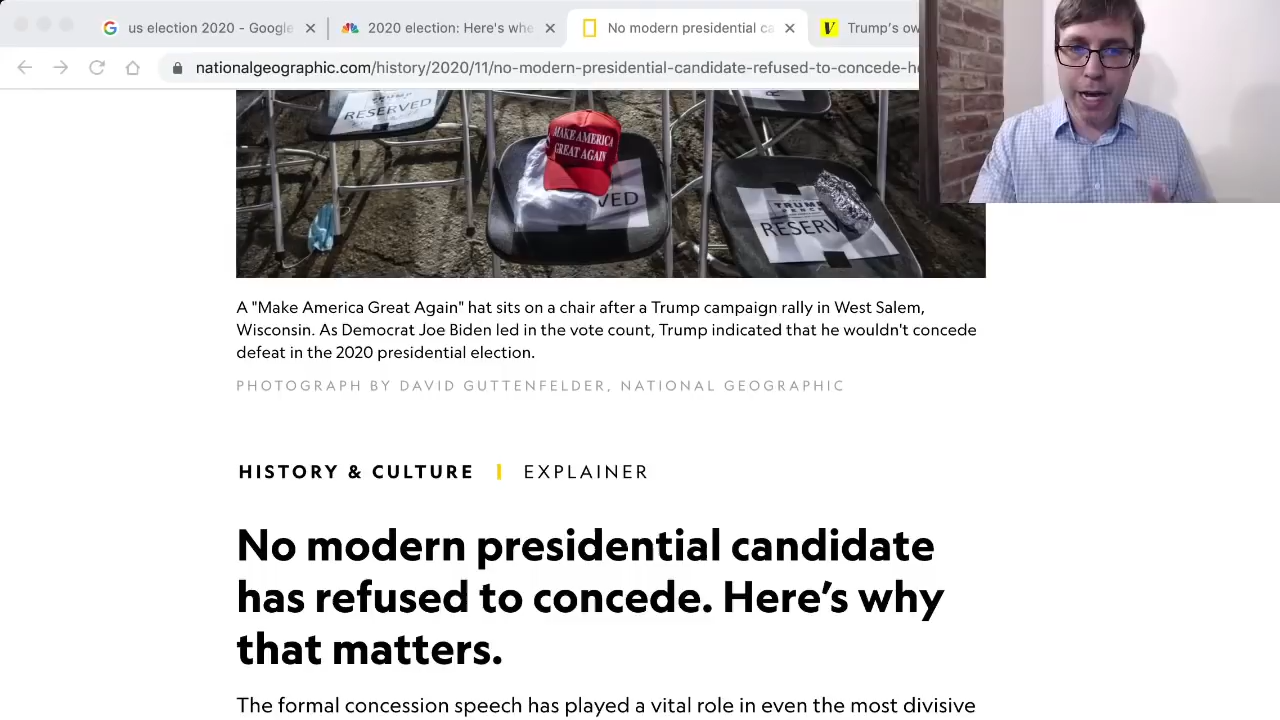 us election 2020 - Google
2020 election: Here's whe
No modern presidential ca
Trump's ow
nationalgeographic.com/history/2020/11/no-modern-presidential-candidate-refused-to-concede-he
RESERVED
MAKE AMERICA
GREAT AGAIN
VED
TRUMP
PENCE
RESERVE
A "Make America Great Again" hat sits on a chair after a Trump campaign rally in West Salem,
Wisconsin. As Democrat Joe Biden led in the vote count, Trump indicated that he wouldn't concede
defeat in the 2020 presidential election.
PHOTOGRAPH BY DAVID GUTTENFELDER, NATIONAL GEOGRAPHIC
HISTORY & CULTURE | EXPLAINER
No modern presidential candidate
has refused to concede. Here's why
that matters.
The formal concession speech has played a vital role in even the most divisive